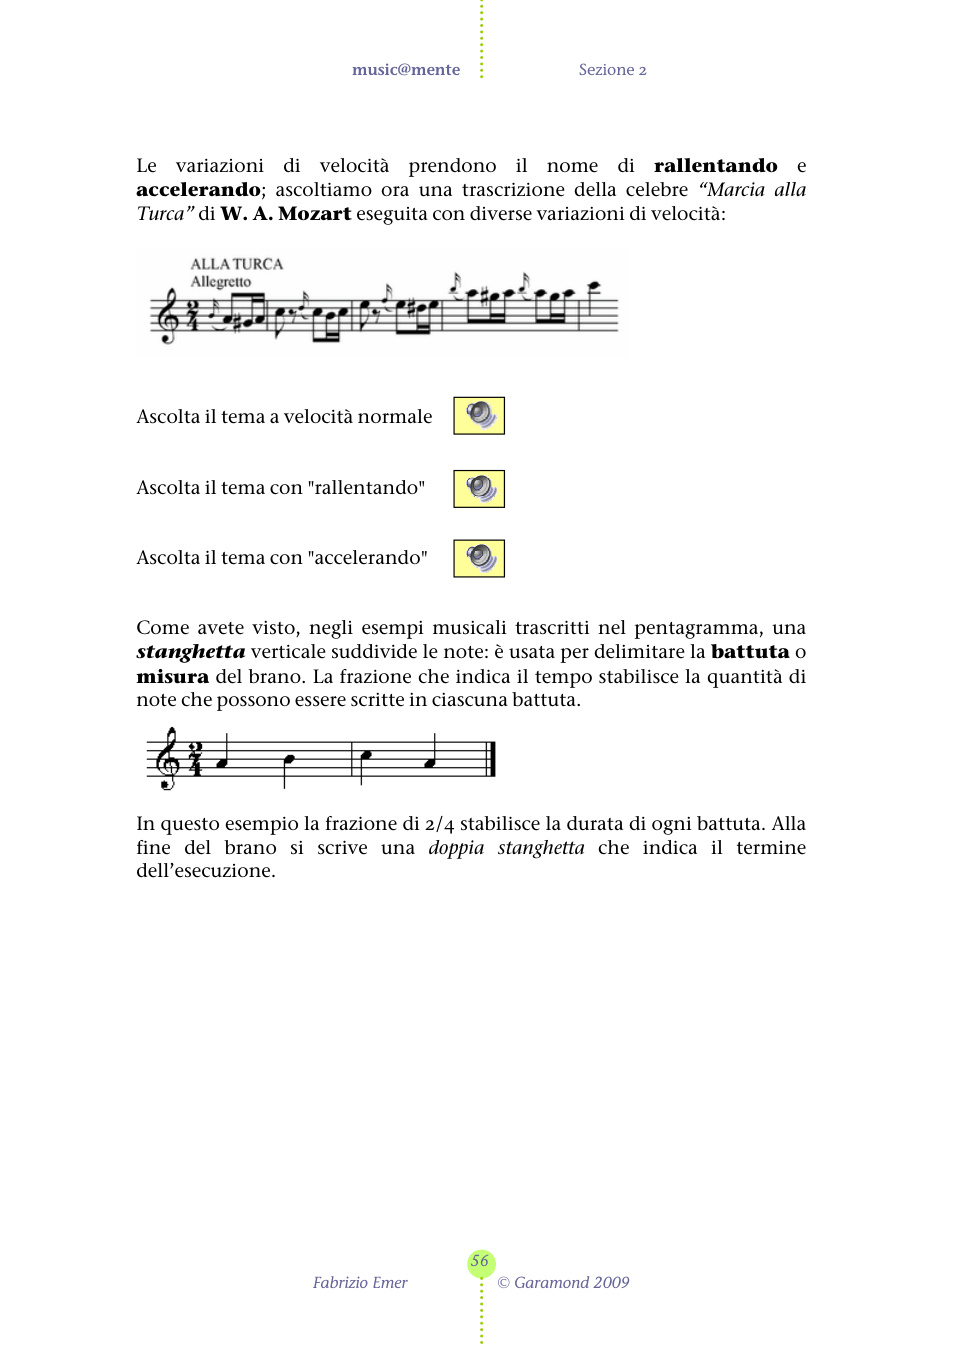 music@mente Sezione 2
Le variazioni di velocità prendono il nome di rallentando e
accelerando; ascoltiamo ora una trascrizione della celebre “Marcia alla
Turca” di W. A. Mozart eseguita con diverse variazioni di velocità:
ALLA TURCA
Allegretto
2
4
Ascolta il tema a velocità normale
Ascolta il tema con "rallentando"
Ascolta il tema con "accelerando"
Come avete visto, negli esempi musicali trascritti nel pentagramma, una
stanghetta verticale suddivide le note: è usata per delimitare la battuta o
misura del brano. La frazione che indica il tempo stabilisce la quantità di
note che possono essere scritte in ciascuna battuta.
2
4
In questo esempio la frazione di 2/4 stabilisce la durata di ogni battuta. Alla
fine del brano si scrive una doppia stanghetta che indica il termine
dell’esecuzione.
56
Fabrizio Emer © Garamond 2009